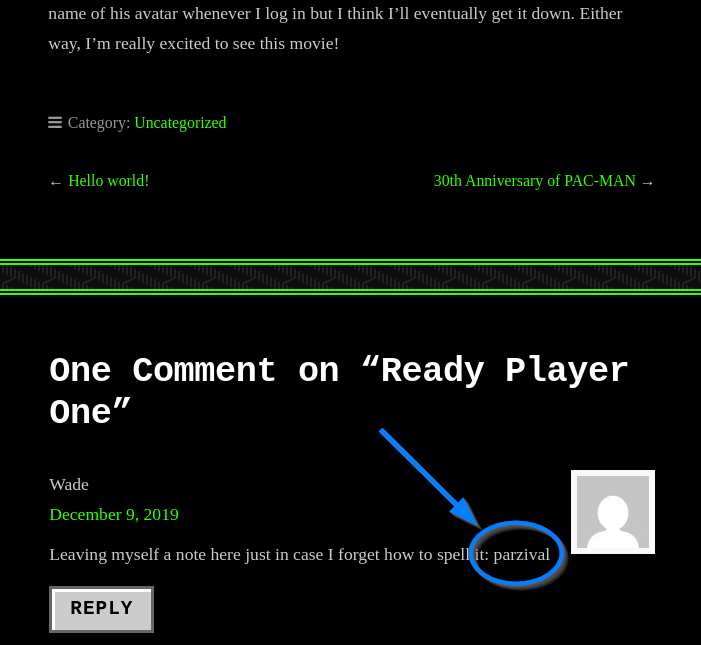 name of his avatar whenever I log in but I think I’ll eventually get it down. Either
way, I’m really excited to see this movie!
Category: Uncategorized
← Hello world!
30th Anniversary of PAC-MAN →
One Comment on “Ready Player
One”
Wade
December 9, 2019
Leaving myself a note here just in case I forget how to spell it: parzival
REPLY